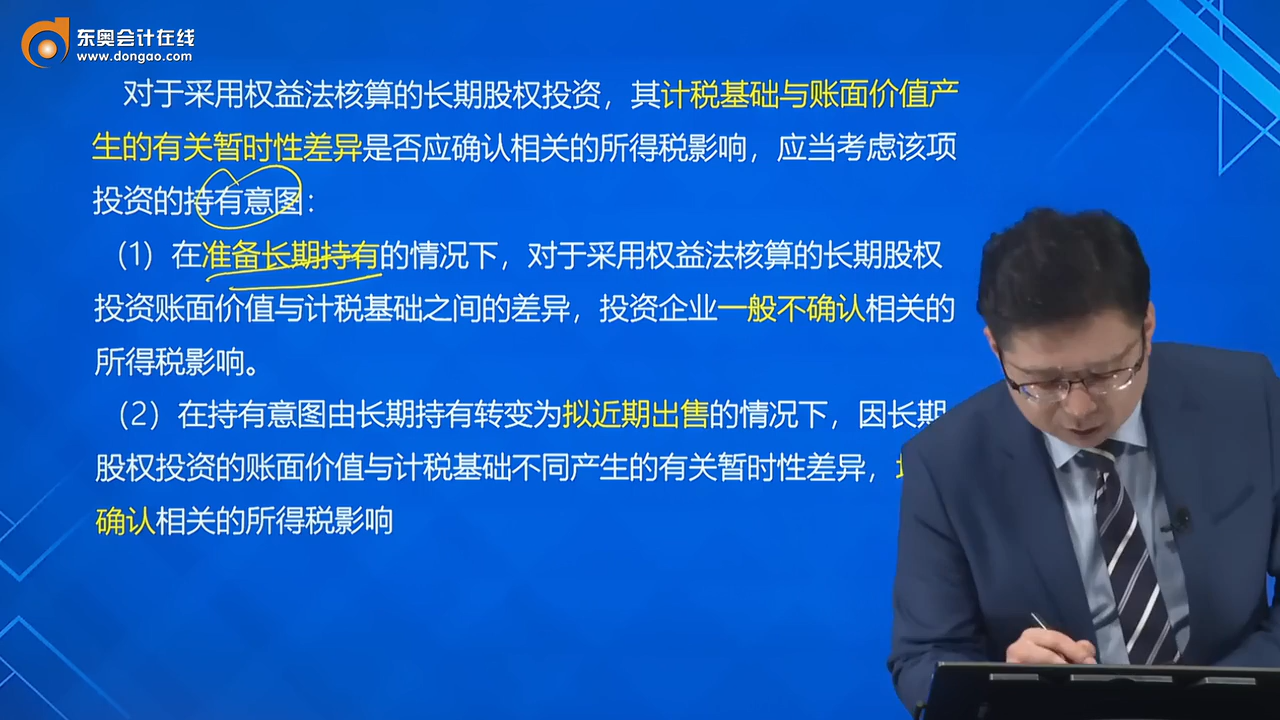 东奥会计在线
www.dongao.com
对于采用权益法核算的长期股权投资，其计税基础与账面价值产
生的有关暂时性差异是否应确认相关的所得税影响，应当考虑该项
投资的持有意图：
（1）在准备长期持有的情况下，对于采用权益法核算的长期股权
投资账面价值与计税基础之间的差异，投资企业一般不确认相关的
所得税影响。
（2）在持有意图由长期持有转变为拟近期出售的情况下，因长期
股权投资的账面价值与计税基础不同产生的有关暂时性差异，
确认相关的所得税影响